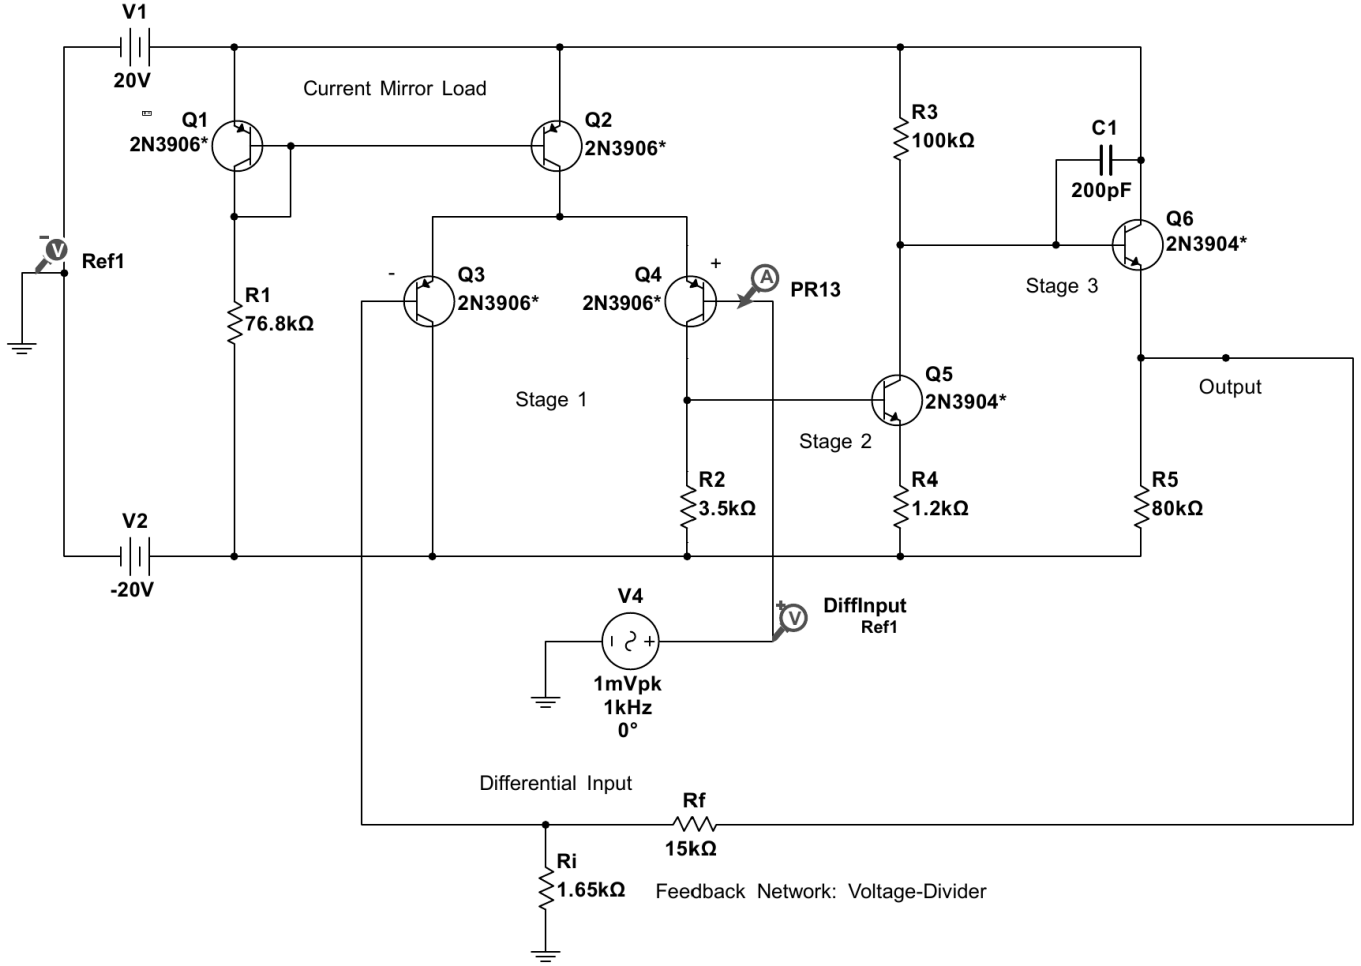 V1
20V
Current Mirror Load
Q1
2N3906*
Q2
2N3906*
R3
100kΩ
C1
200pF
Q6
2N3904*
Stage 3
V
Ref1
-
Q3
2N3906*
Q4
2N3906*
+
A
PR13
R1
76.8kΩ
Stage 1
Q5
2N3904*
Stage 2
Output
R2
3.5kΩ
R4
1.2kΩ
R5
80kΩ
V2
-20V
V4
1mVpk
1kHz
0°
V
DiffInput
Ref1
Differential Input
Rf
15kΩ
Ri
1.65kΩ
Feedback Network: Voltage-Divider